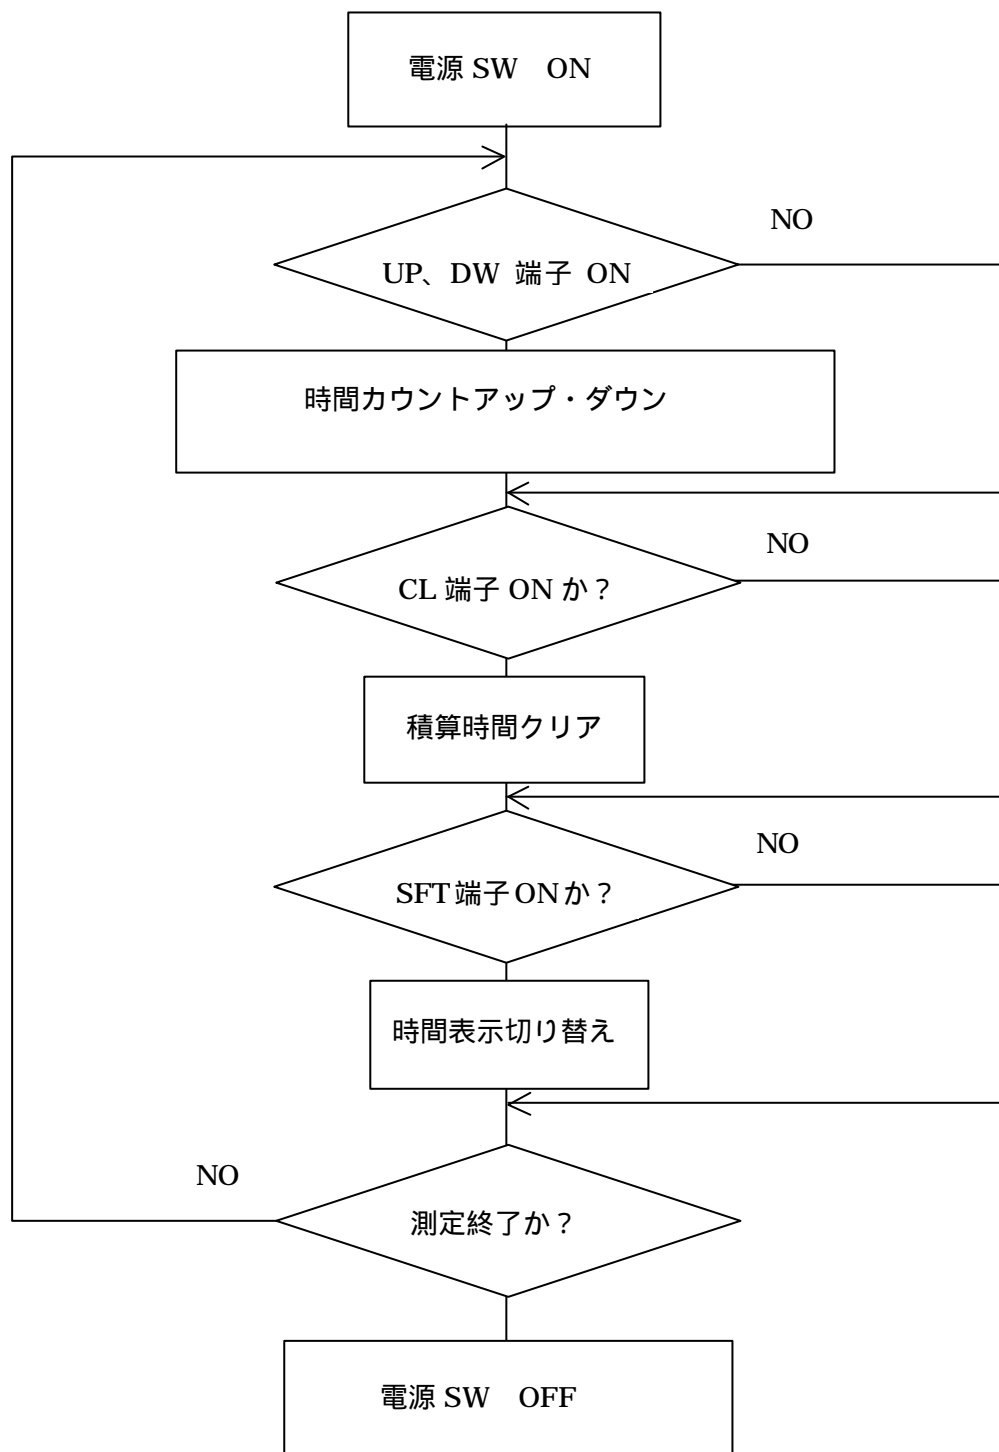 電源 SW　ON
NO
UP、DW 端子 ON
時間カウントアップ・ダウン
NO
CL 端子 ON か？
積算時間クリア
NO
SFT 端子 ON か？
時間表示切り替え
NO
測定終了か？
電源 SW　OFF